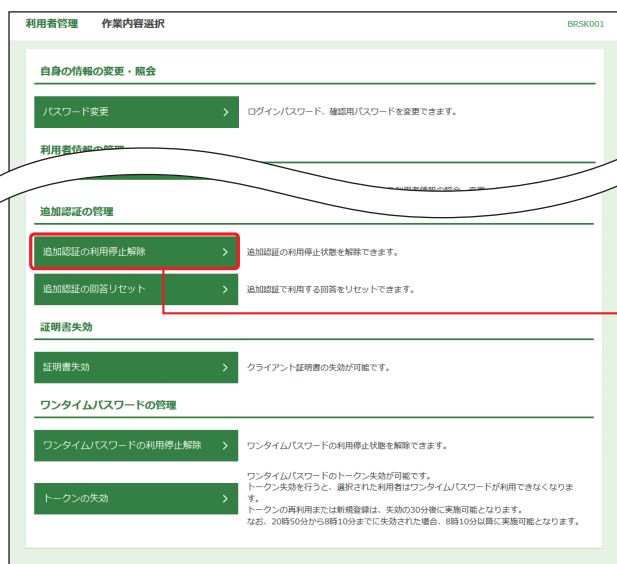 利用者管理 作業内容選択 BRSK001
自身の情報の変更・照会
パスワード変更 ログインパスワード、確認用パスワードを変更できます。
利用者情報の管理
利用者情報の照会、変更
追加認証の管理
追加認証の利用停止解除 追加認証の利用停止状態を解除できます。
追加認証の回答リセット 追加認証で利用する回答をリセットできます。
証明書失効
証明書失効 クライアント証明書の失効が可能です。
ワンタイムパスワードの管理
ワンタイムパスワードの利用停止解除 ワンタイムパスワードの利用停止状態を解除できます。
ワンタイムパスワードのトークン失効が可能です。
トークン失効を行うと、選択された利用者はワンタイムパスワードが利用できなくなりま
トークンの失効 す。
トークンの再利用または新規登録は、失効の30分後に実施可能となります。
なお、20時50分から8時10分までに失効された場合、8時10分以降に実施可能となります。